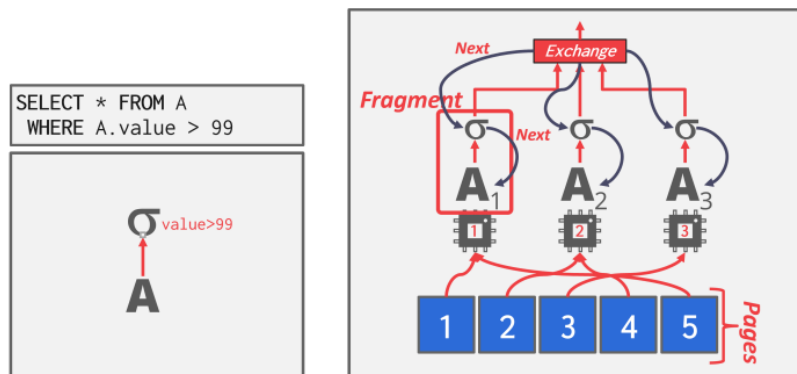 SELECT * FROM A
WHERE A.value > 99
σ value>99
A
Exchange
Next
Fragment
σ Next σ σ
A1 A2 A3
1 2 3
1 2 3 4 5
Pages